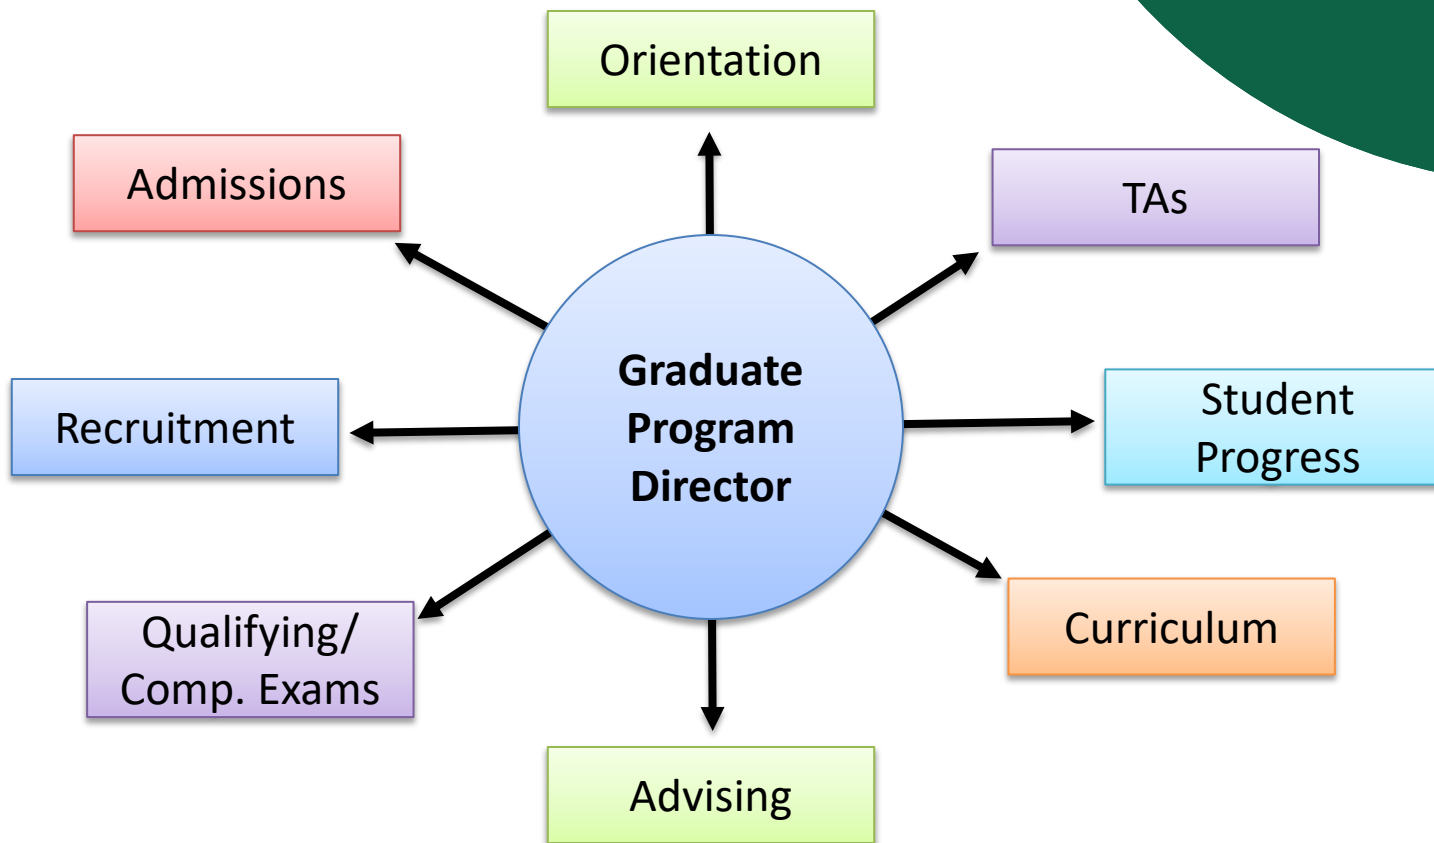 Orientation
Admissions
TAs
Graduate
Program
Director
Recruitment
Student
Progress
Qualifying/
Comp. Exams
Curriculum
Advising